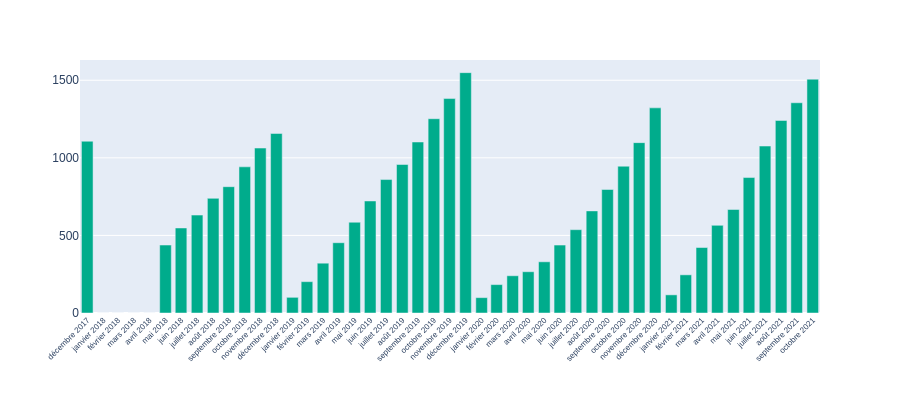 1500
1000
500
0
décembre 2017
janvier 2018
février 2018
mars 2018
avril 2018
mai 2018
juin 2018
juillet 2018
août 2018
septembre 2018
octobre 2018
novembre 2018
décembre 2018
janvier 2019
février 2019
mars 2019
avril 2019
mai 2019
juin 2019
juillet 2019
août 2019
septembre 2019
octobre 2019
novembre 2019
décembre 2019
janvier 2020
février 2020
mars 2020
avril 2020
mai 2020
juin 2020
juillet 2020
août 2020
septembre 2020
octobre 2020
novembre 2020
décembre 2020
janvier 2021
février 2021
mars 2021
avril 2021
mai 2021
juin 2021
juillet 2021
août 2021
septembre 2021
octobre 2021